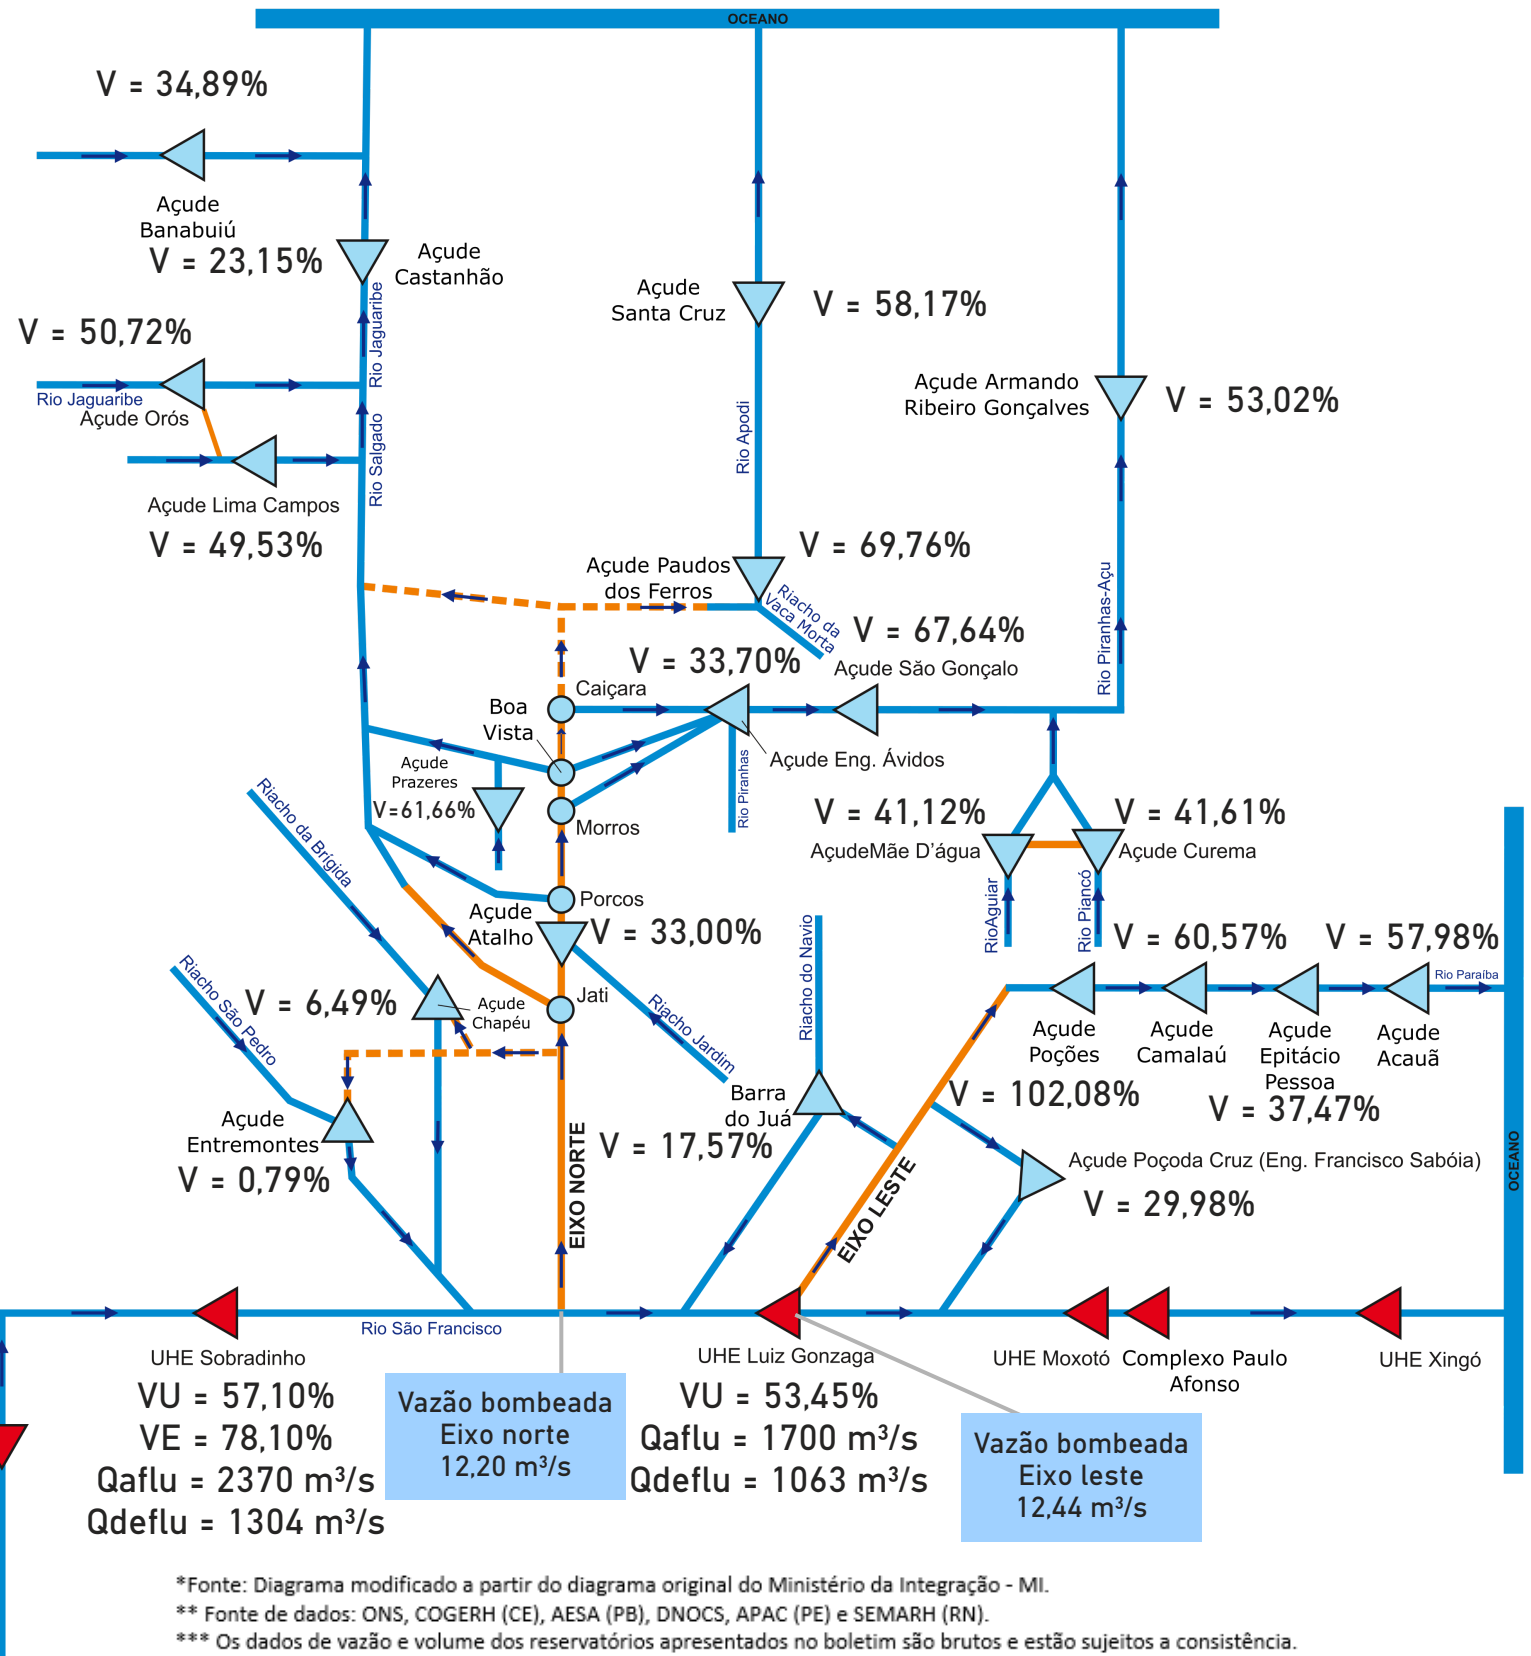 OCEANO
V = 34,89%
Açude
Banabuiú
V = 23,15%
Açude
Castanhão
Rio Jaguaribe
V = 50,72%
Rio Jaguaribe
Açude Orós
Rio Salgado
Açude Lima Campos
V = 49,53%
Açude
Santa Cruz
V = 58,17%
Rio Apodi
Açude Armando
Ribeiro Gonçalves
V = 53,02%
Rio Piranhas-Açu
Açude Paudos
dos Ferros
V = 69,76%
Riacho da
Vaca Morta
V = 67,64%
Açude São Gonçalo
V = 33,70%
Caiçara
Boa
Vista
Açude Eng. Ávidos
Rio Piranhas
Açude
Prazeres
V=61,66%
Morros
Riacho da Brígida
Porcos
Açude
Atalho
V = 33,00%
Jati
Riacho Jardim
V = 41,12%
AçudeMãe D'água
V = 41,61%
Açude Curema
RioAguiar
Rio Piancó
V = 60,57%
V = 57,98%
Rio Paraíba
Riacho São Pedro
V = 6,49%
Açude
Chapéu
Açude
Entremontes
V = 0,79%
EIXO NORTE
Riacho do Navio
Barra
do Juá
V = 17,57%
EIXO LESTE
Açude
Poções
Açude
Camalaú
Açude
Epitácio
Pessoa
Açude
Acauã
V = 102,08%
V = 37,47%
Açude Poçoda Cruz (Eng. Francisco Sabóia)
V = 29,98%
OCEANO
Rio São Francisco
UHE Sobradinho
VU = 57,10%
VE = 78,10%
Qaflu = 2370 m³/s
Qdeflu = 1304 m³/s
Vazão bombeada
Eixo norte
12,20 m³/s
UHE Luiz Gonzaga
VU = 53,45%
Qaflu = 1700 m³/s
Qdeflu = 1063 m³/s
Vazão bombeada
Eixo leste
12,44 m³/s
UHE Moxotó
Complexo Paulo
Afonso
UHE Xingó
*Fonte: Diagrama modificado a partir do diagrama original do Ministério da Integração - MI.
** Fonte de dados: ONS, COGERH (CE), AESA (PB), DNOCS, APAC (PE) e SEMARH (RN).
*** Os dados de vazão e volume dos reservatórios apresentados no boletim são brutos e estão sujeitos a consistência.